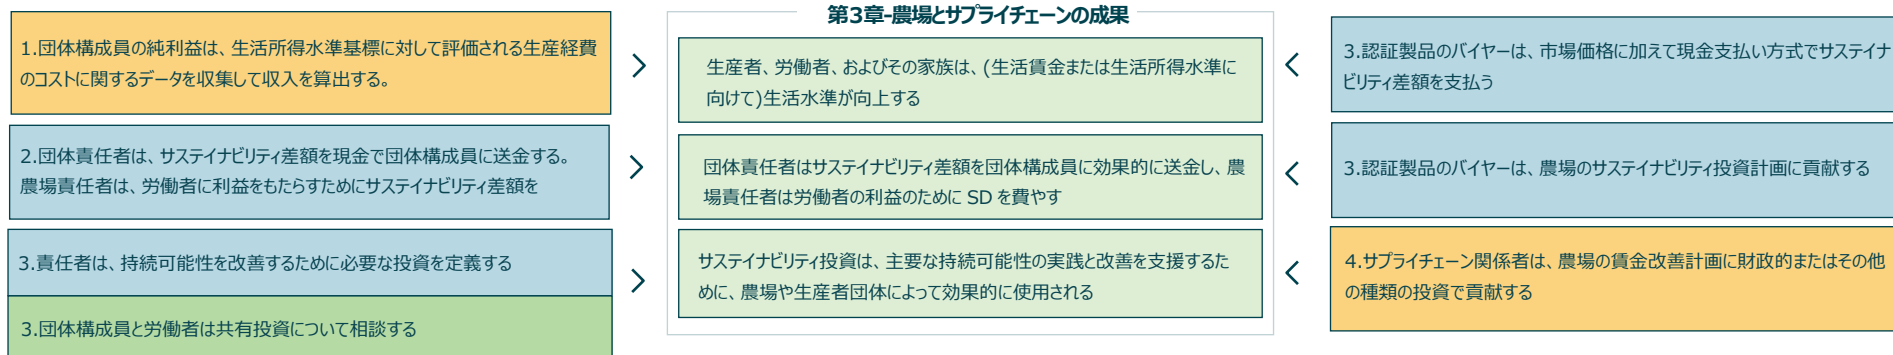 第3章-農場とサプライチェーンの成果
1.団体構成員の純利益は、生活所得水準基標に対して評価される生産経費
のコストに関するデータを収集して収入を算出する。
2.団体責任者は、サステイナビリティ差額を現金で団体構成員に送金する。
農場責任者は、労働者に利益をもたらすためにサステイナビリティ差額を
3.責任者は、持続可能性を改善するために必要な投資を定義する
3.団体構成員と労働者は共有投資について相談する
>
>
>
生産者、労働者、およびその家族は、(生活賃金または生活所得水準に
向けて)生活水準が向上する
団体責任者はサステイナビリティ差額を団体構成員に効果的に送金し、農
場責任者は労働者の利益のために SD を費やす
サステイナビリティ投資は、主要な持続可能性の実践と改善を支援するた
めに、農場や生産者団体によって効果的に使用される
<
<
<
3.認証製品のバイヤーは、市場価格に加えて現金支払い方式でサステイナ
ビリティ差額を支払う
3.認証製品のバイヤーは、農場のサステイナビリティ投資計画に貢献する
4.サプライチェーン関係者は、農場の賃金改善計画に財政的またはその他
の種類の投資で貢献する